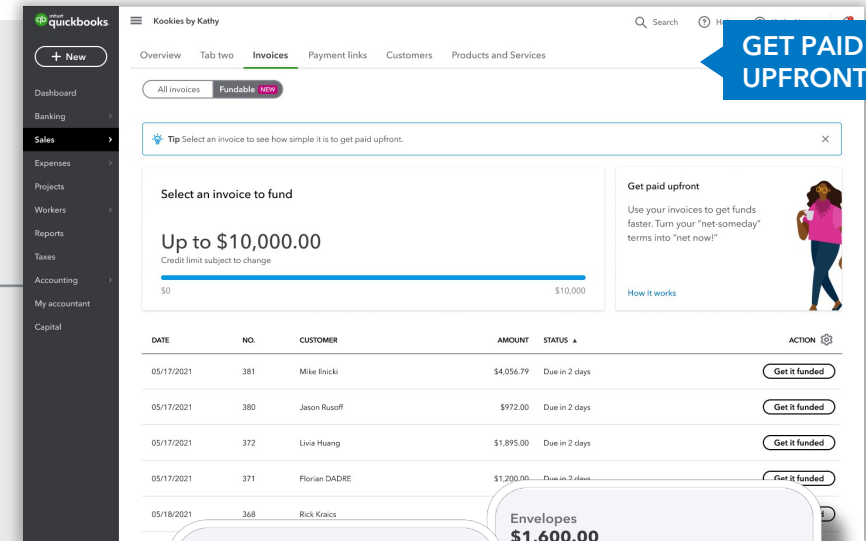 intuit
quickbooks.
Kookies by Kathy
Search
GET PAID
UPFRONT
+ New
Overview Tab two Invoices Payment links Customers Products and Services
All invoices Fundable NEW
Dashboard
Banking
Sales
Expenses
Projects
Workers
Reports
Taxes
Accounting
My accountant
Capital
Tip Select an invoice to see how simple it is to get paid upfront.
Select an invoice to fund
Up to $10,000.00
Credit limit subject to change
$0 $10,000
Get paid upfront
Use your invoices to get funds
faster. Turn your "net-someday"
terms into "net now!"
How it works
DATE NO. CUSTOMER AMOUNT STATUS ACTION
05/17/2021 381 Mike Ilnicki $4,056.79 Due in 2 days Get it funded
05/17/2021 380 Jason Rusoff $972.00 Due in 2 days Get it funded
05/17/2021 372 Livia Huang $1,895.00 Due in 2 days Get it funded
05/17/2021 371 Florian DADRE $1,200.00 Due in 2 days Get it funded
05/18/2021 368 Rick Kraics
Envelopes
$1,600.00